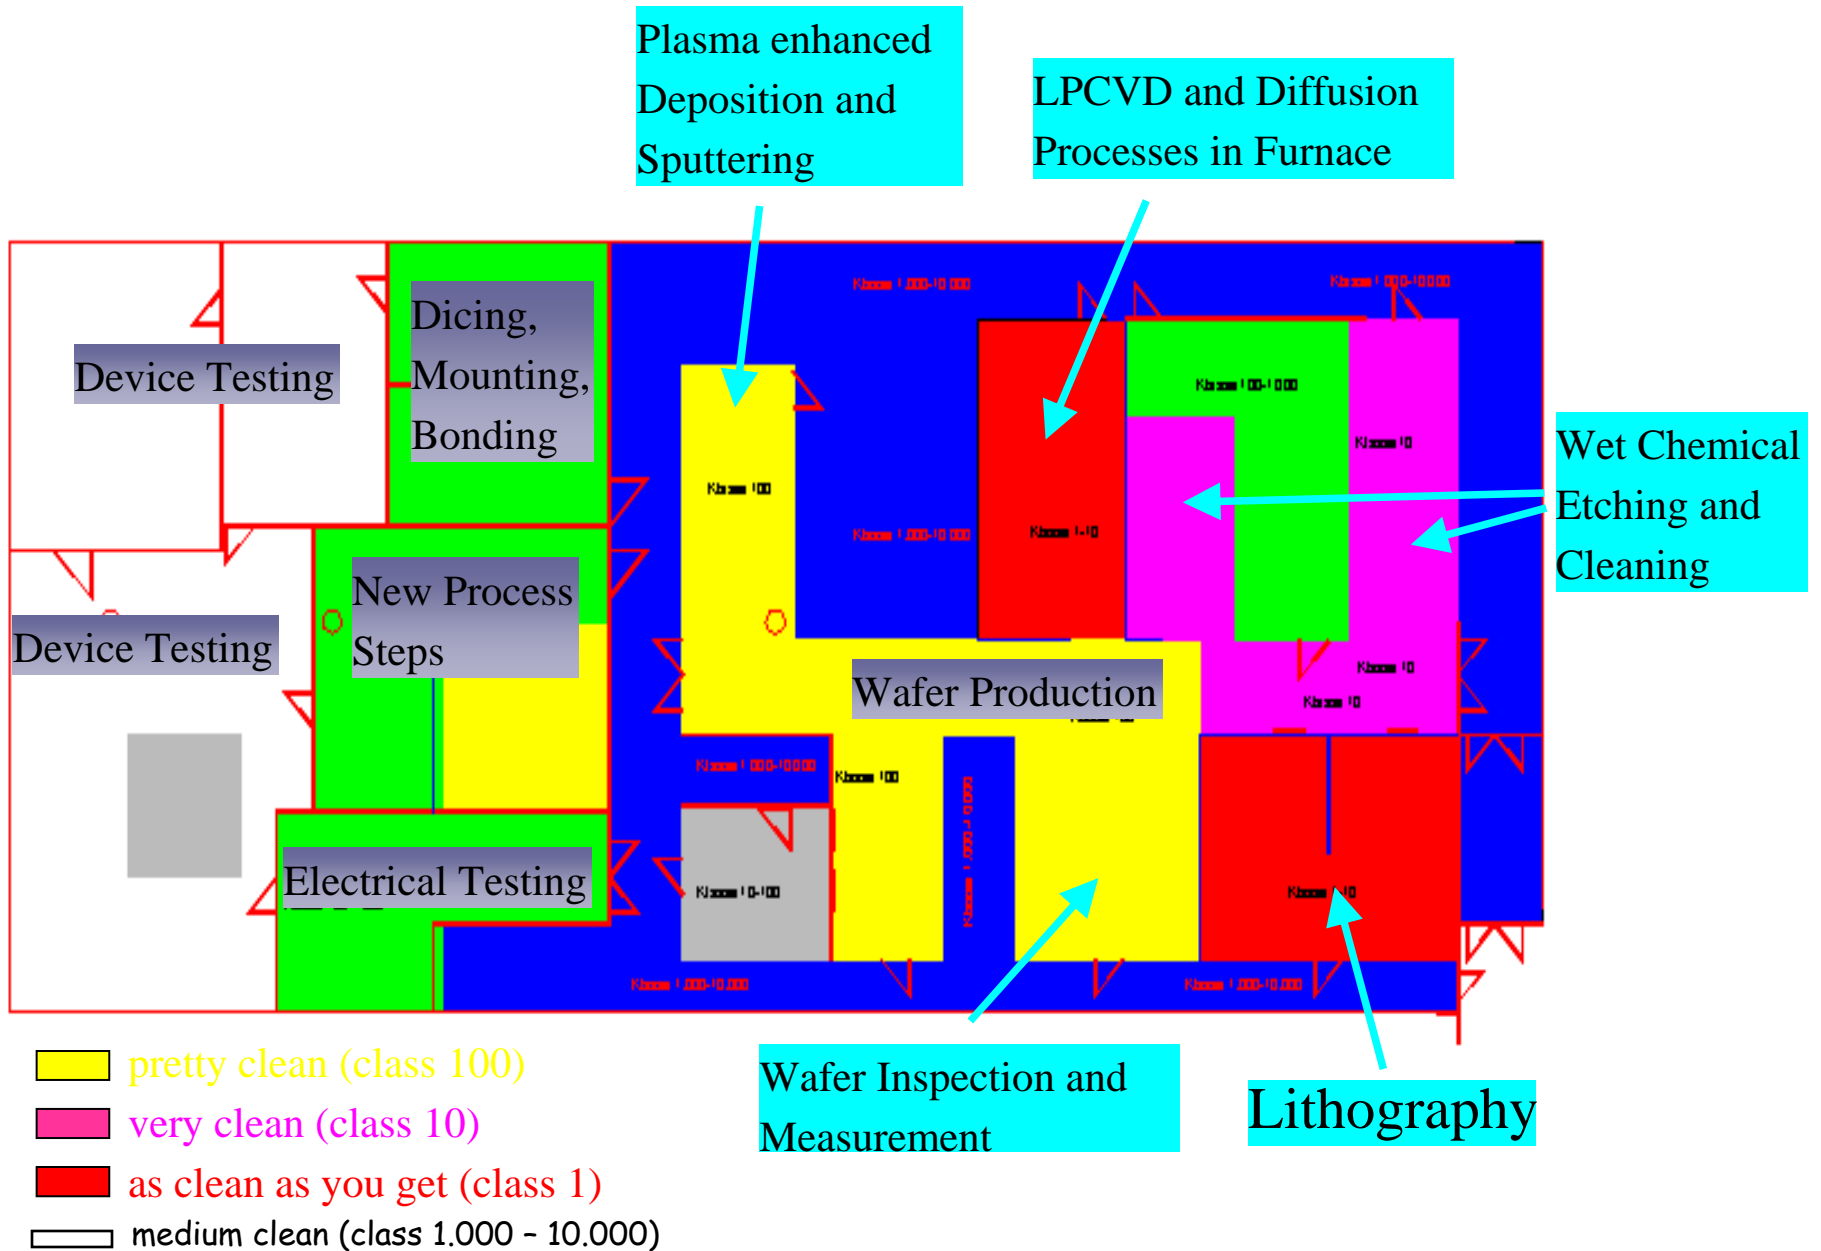 Plasma enhanced
Deposition and
Sputtering
LPCVD and Diffusion
Processes in Furnace
Dicing,
Mounting,
Bonding
Device Testing
Wet Chemical
Etching and
Cleaning
New Process
Steps
Device Testing
Wafer Production
Electrical Testing
Wafer Inspection and
Measurement
Lithography
pretty clean (class 100)
very clean (class 10)
as clean as you get (class 1)
medium clean (class 1.000 – 10.000)